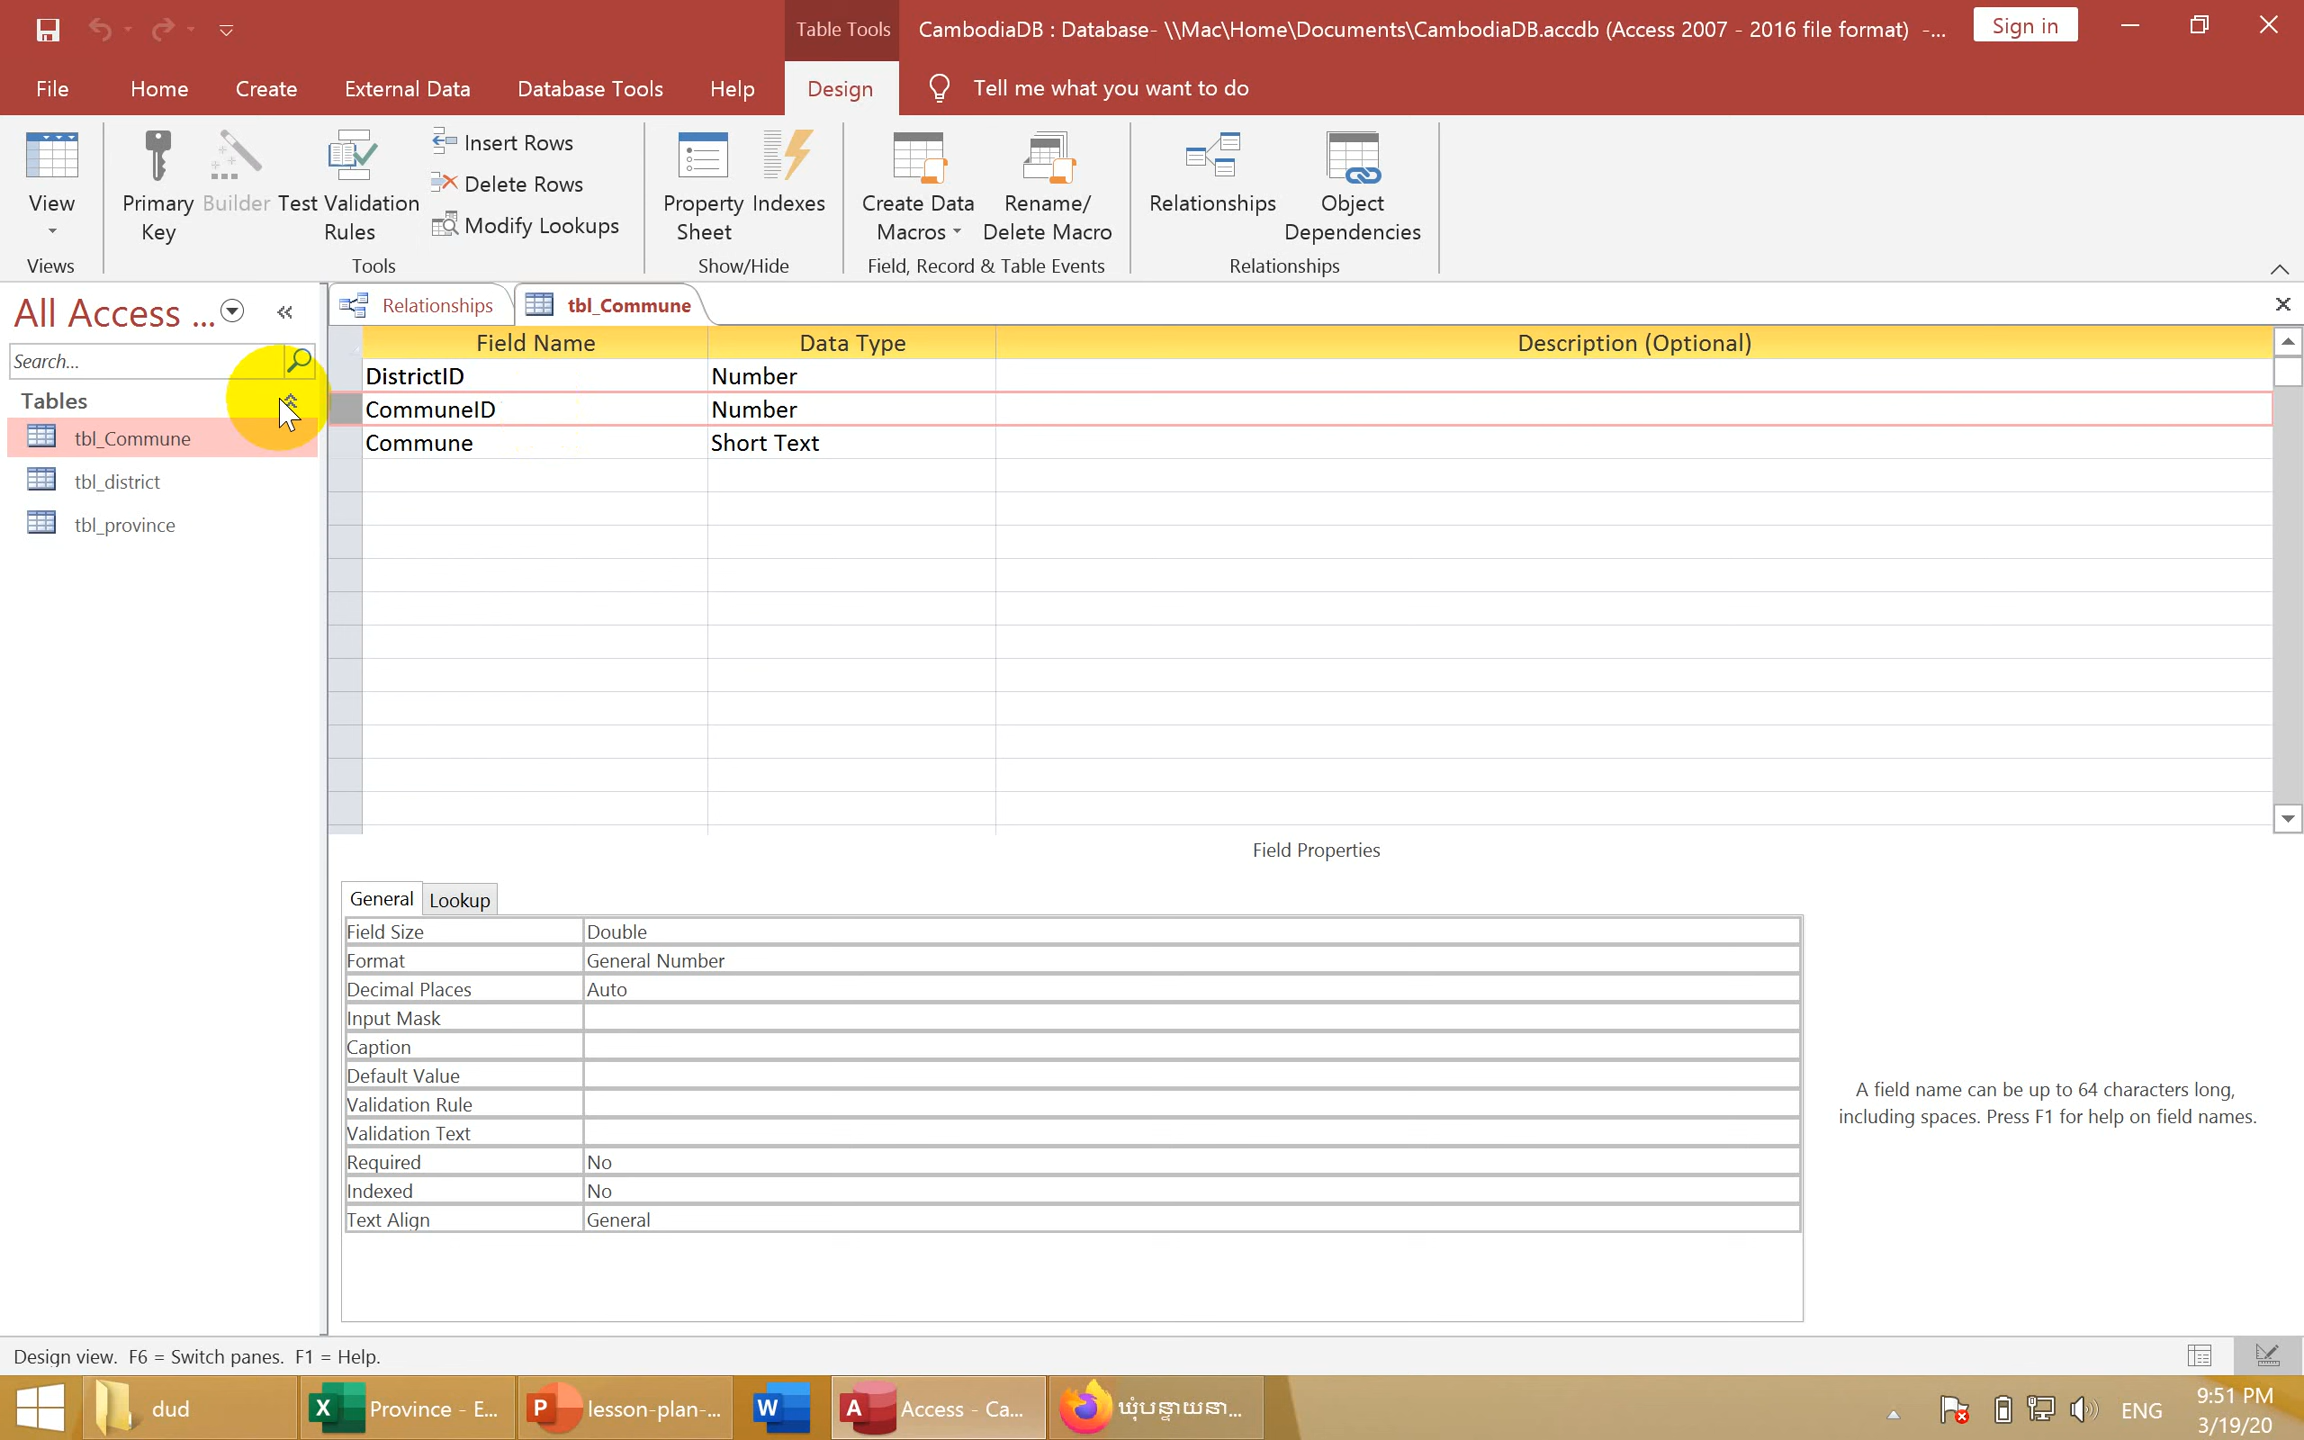 Table Tools
CambodiaDB : Database- \\Mac\Home\Documents\CambodiaDB.accdb (Access 2007 - 2016 file format) -...
Sign in
File Home Create External Data Database Tools Help Design Tell me what you want to do
View
Views
Primary Key
Builder
Test Validation Rules
Insert Rows
Delete Rows
Modify Lookups
Tools
Property Sheet
Indexes
Show/Hide
Create Data Macros
Rename/ Delete Macro
Field, Record & Table Events
Relationships
Object Dependencies
Relationships
All Access ...
Search...
Tables
tbl_Commune
tbl_district
tbl_province
Relationships
tbl_Commune
Field Name Data Type Description (Optional)
DistrictID Number
CommuneID Number
Commune Short Text
Field Properties
General Lookup
Field Size Double
Format General Number
Decimal Places Auto
Input Mask
Caption
Default Value
Validation Rule
Validation Text
Required No
Indexed No
Text Align General
A field name can be up to 64 characters long,
including spaces. Press F1 for help on field names.
Design view. F6 = Switch panes. F1 = Help.
dud
Province - E...
lesson-plan-...
Access - Ca...
ឃុំបន្ទាយនា...
ENG
9:51 PM
3/19/20